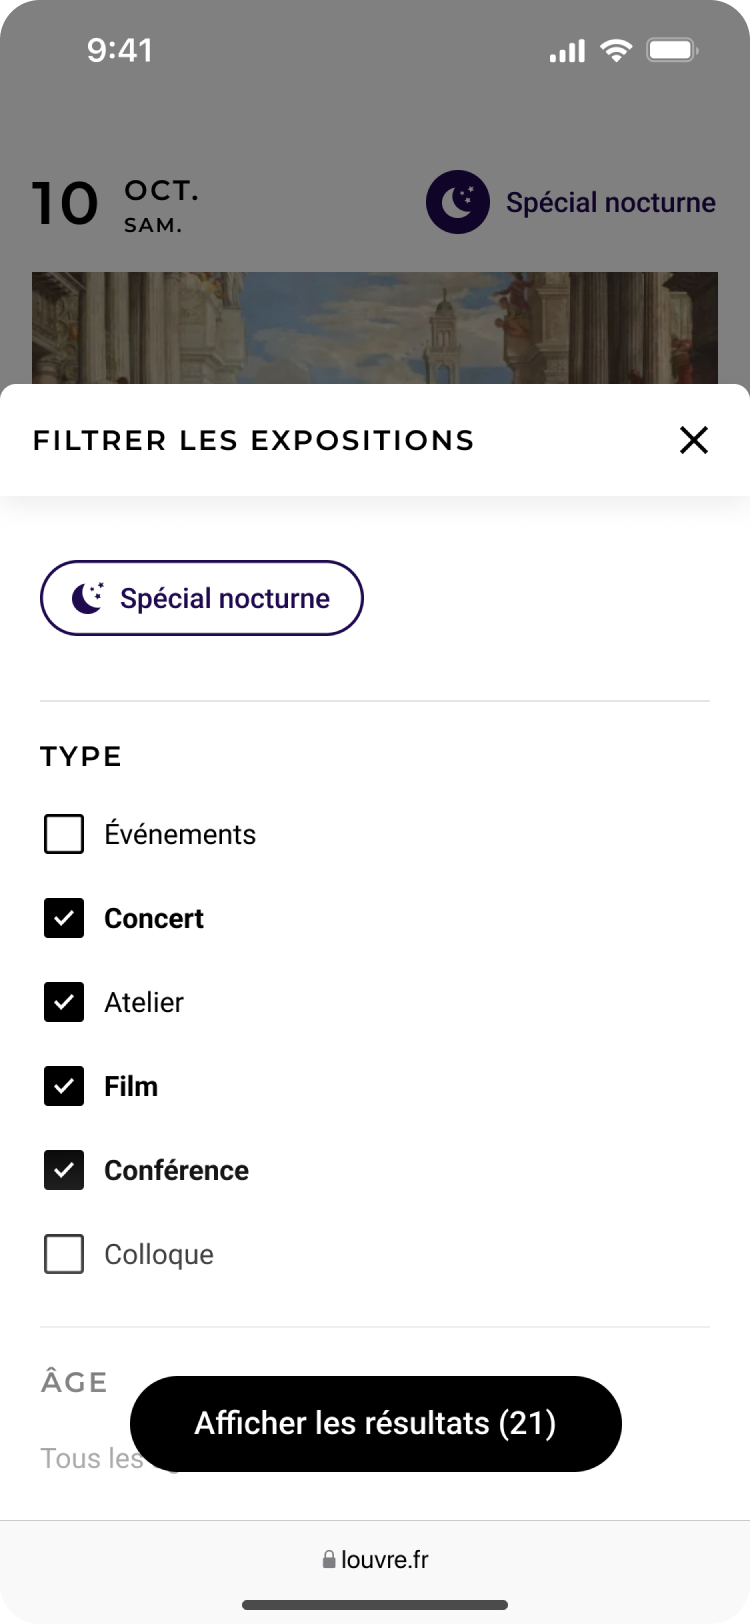 9:41
10 OCT.
SAM.
Spécial nocturne
FILTRER LES EXPOSITIONS
Spécial nocturne
TYPE
Événements
Concert
Atelier
Film
Conférence
Colloque
ÂGE
Tous les
Afficher les résultats (21)
louvre.fr